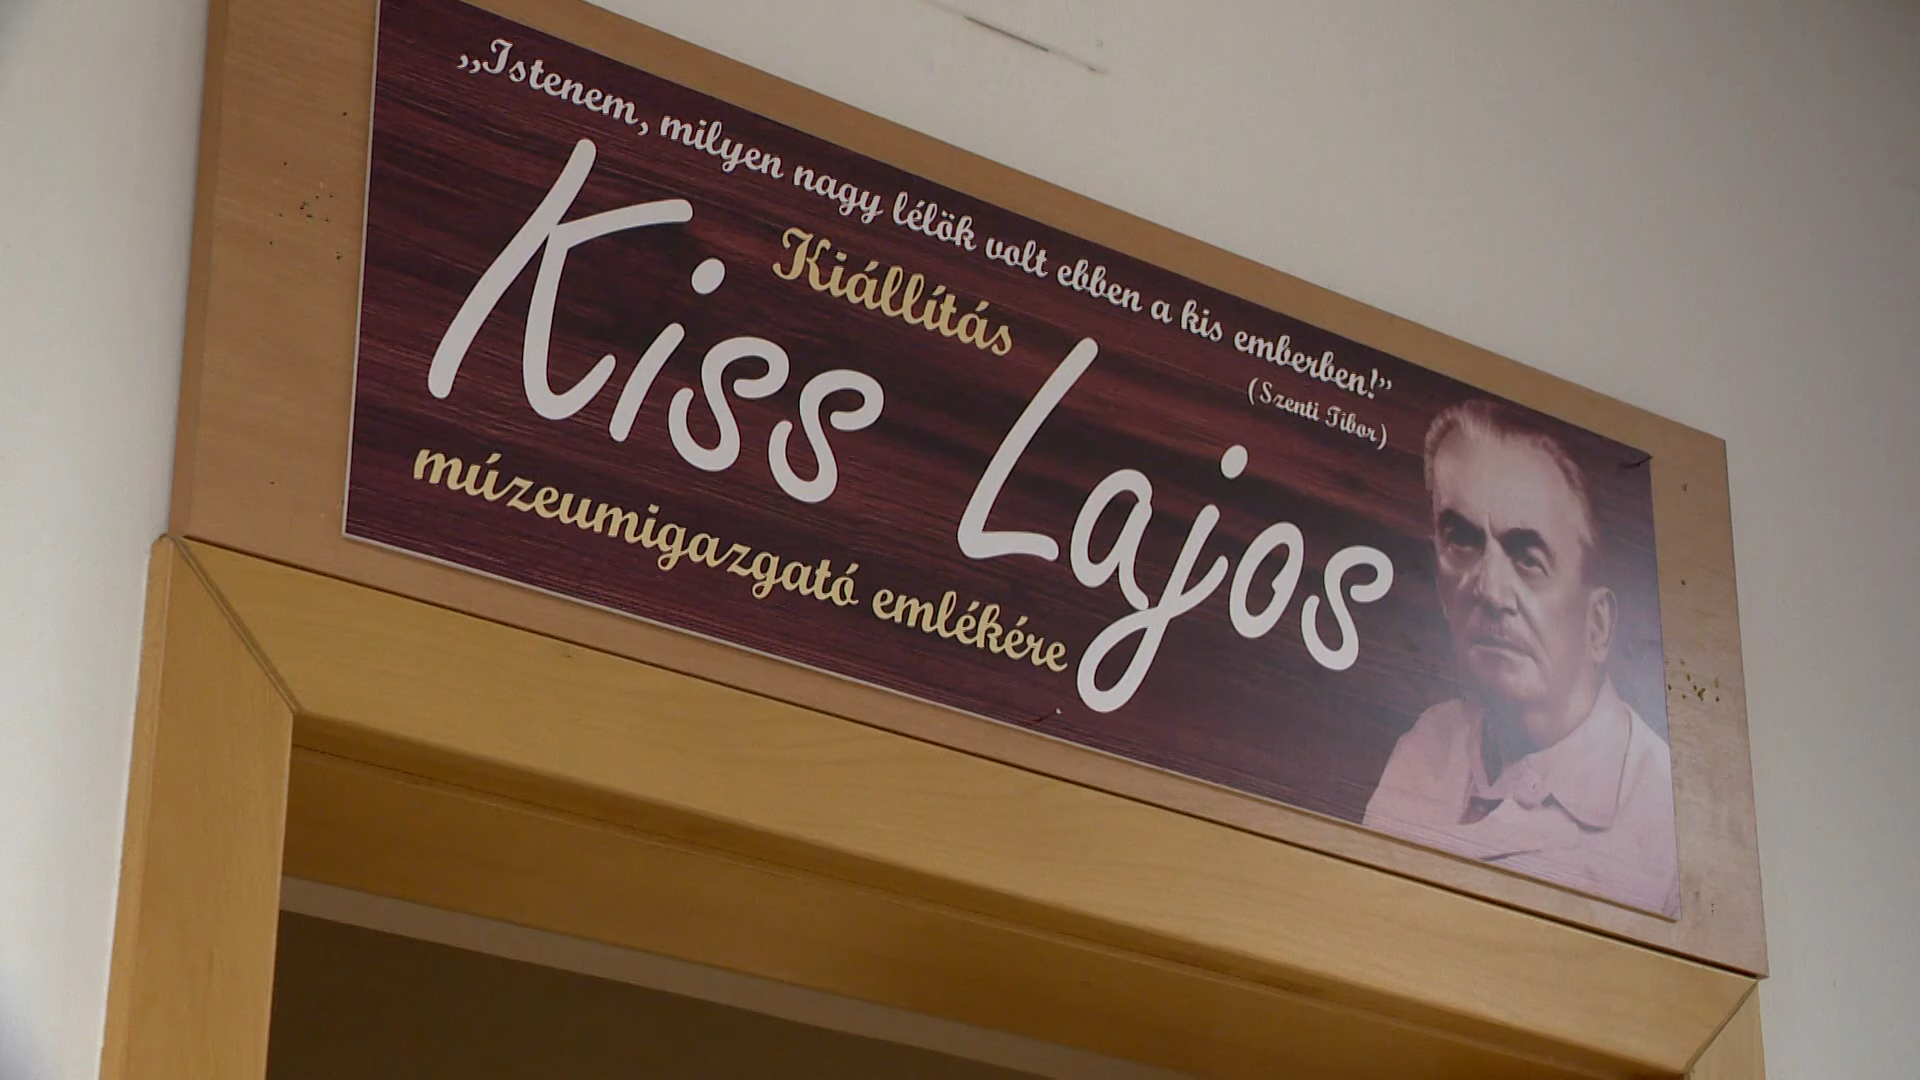 „Istenem, milyen nagy lélök volt ebben a kis emberben!”
(Szenti Tibor)
Kiállítás
Kiss Lajos
múzeumigazgató emlékére